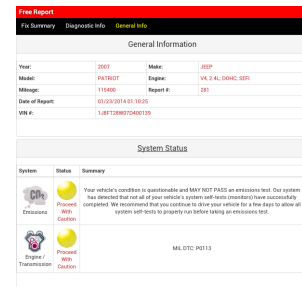 Free Report
Fix Summary Diagnostic Info General Info
General Information
Year: 2007 Make: JEEP
Model: PATRIOT Engine: V4, 2.4L; DOHC; SEFI
Mileage: 115400 Report #: 281
Date of Report: 01/23/2014 01:10:25
VIN #: 1J8FT28W07D400139
System Status
System Status Summary
Your vehicle's condition is questionable and MAY NOT PASS an emissions test. Our system
has detected that not all of your vehicle's system self-tests (monitors) have successfully
completed. We recommend that you continue to drive your vehicle for a few days to allow all
system self-tests to properly run before taking an emissions test.
Emissions
Proceed
With
Caution
Engine /
Transmission
Proceed
With
Caution
MIL DTC: P0113